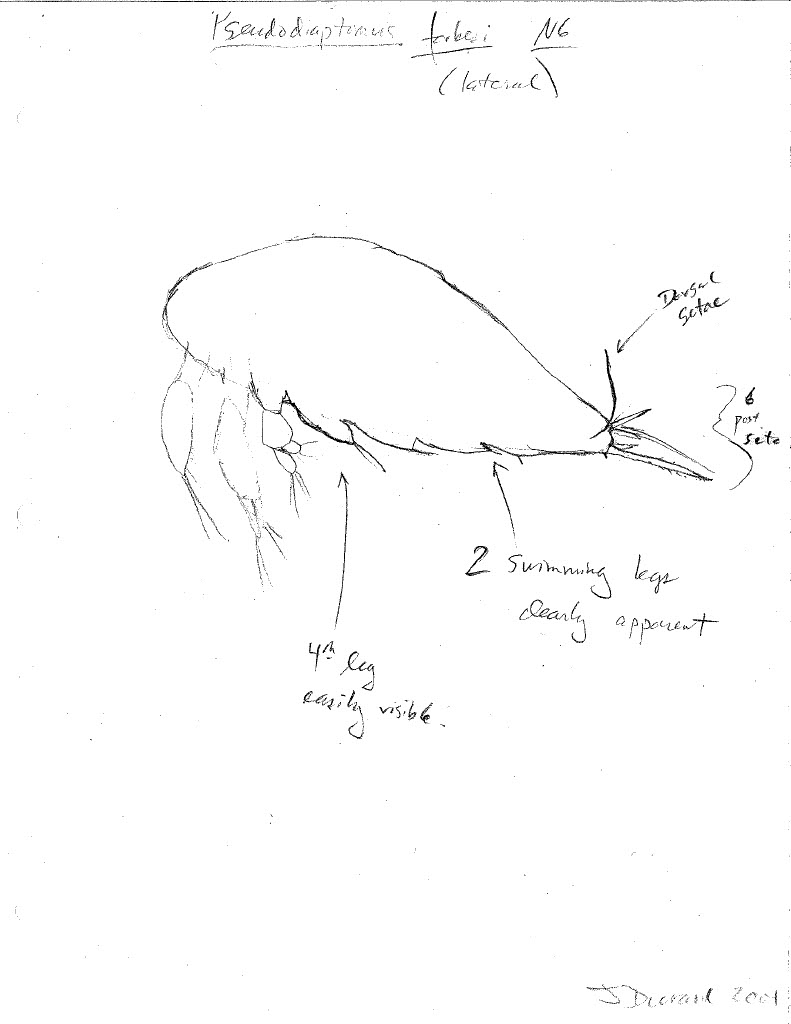 Pseudodiaptomus forbesi N6
(lateral)
Dorsal
setae
6
post
seta
2 swimming legs
clearly apparent
4th leg
easily visible.
J Durand 2001